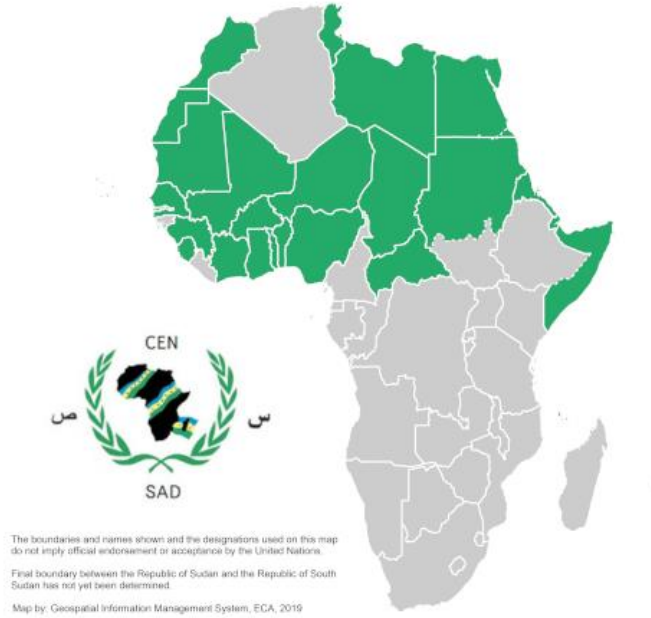 CEN
ص
س
SAD
The boundaries and names shown and the designations used on this map
do not imply official endorsement or acceptance by the United Nations.
Final boundary between the Republic of Sudan and the Republic of South
Sudan has not yet been determined.
Map by: Geospatial Information Management System, ECA, 2019